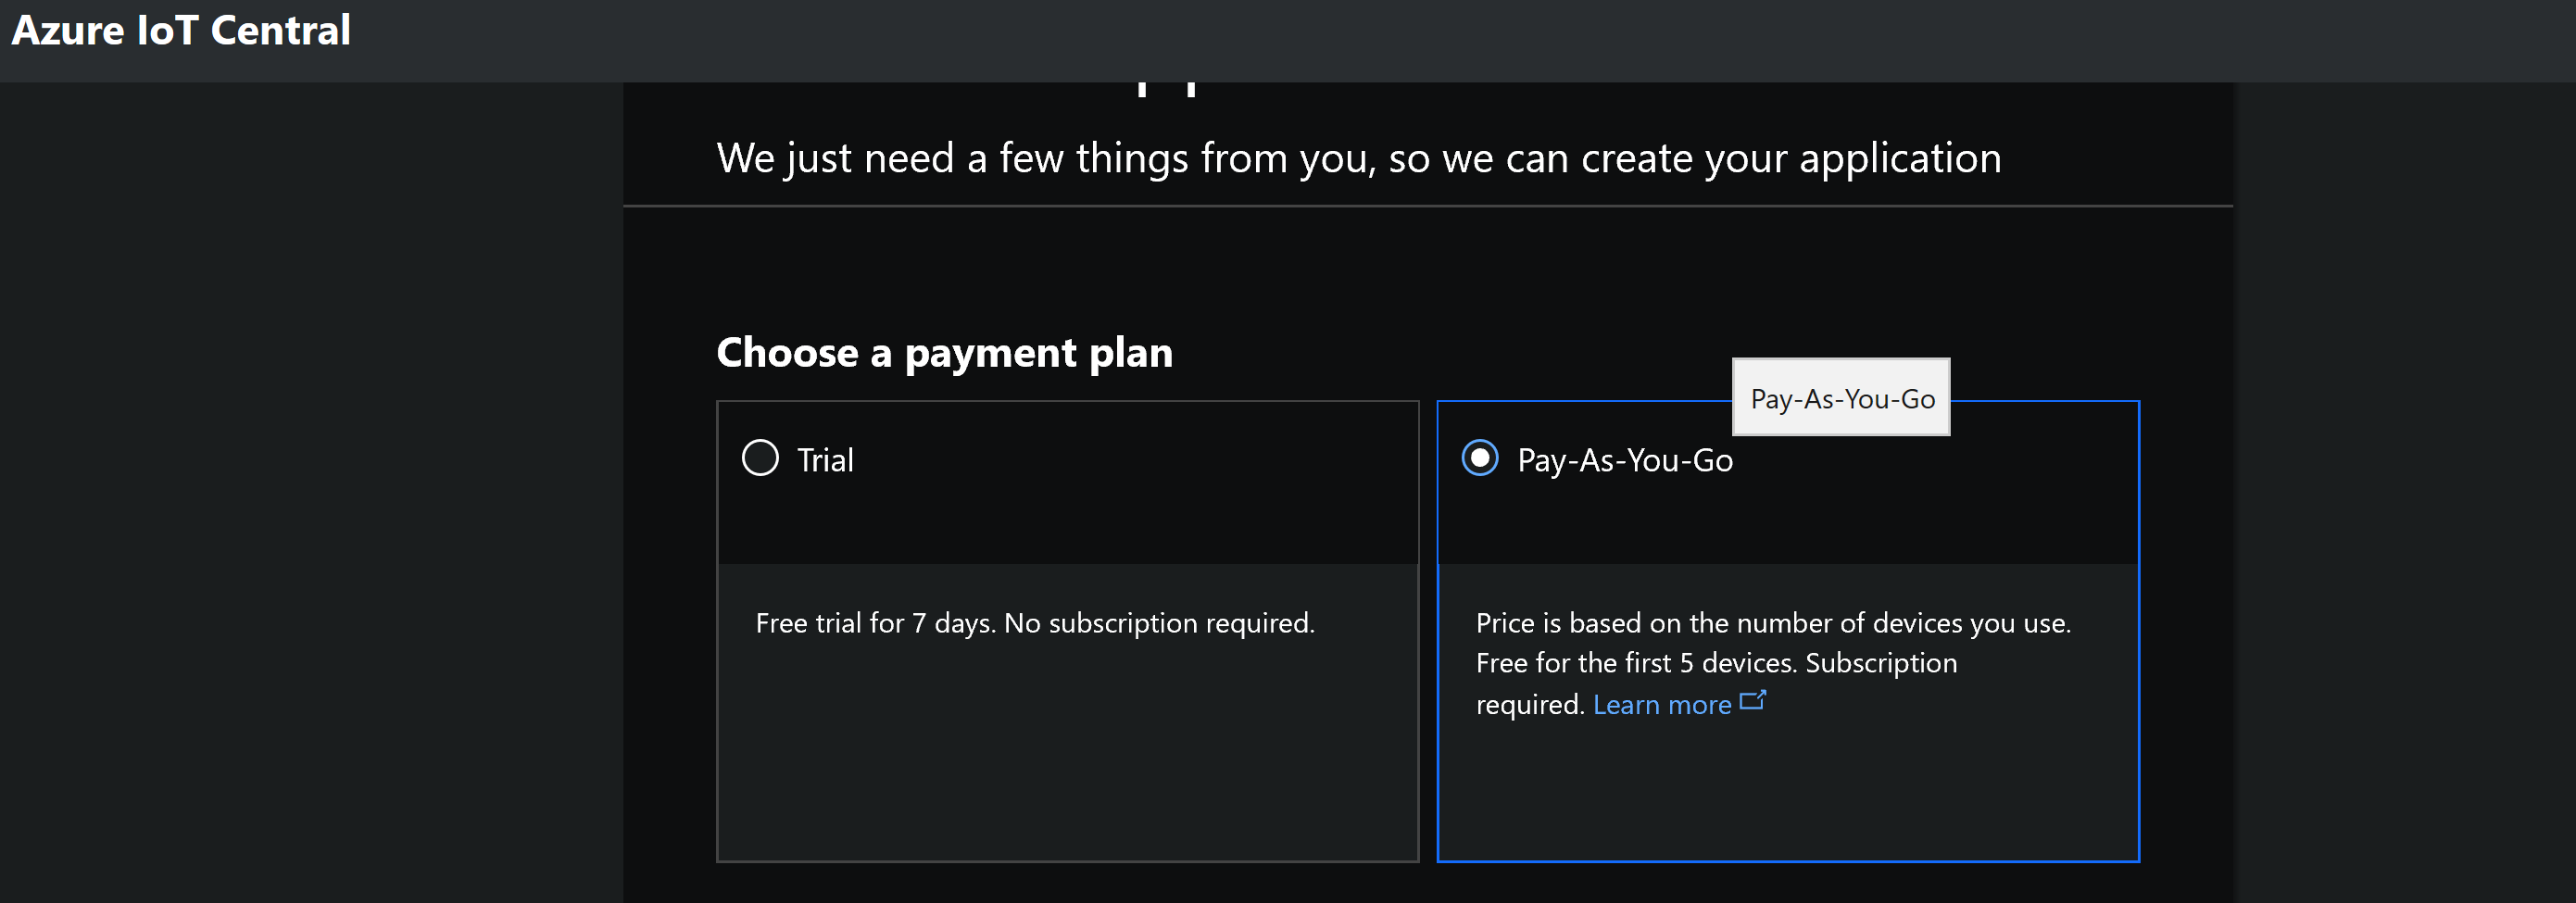 Azure IoT Central
We just need a few things from you, so we can create your application
Choose a payment plan
Pay-As-You-Go
Trial
Pay-As-You-Go
Free trial for 7 days. No subscription required.
Price is based on the number of devices you use.
Free for the first 5 devices. Subscription
required. Learn more